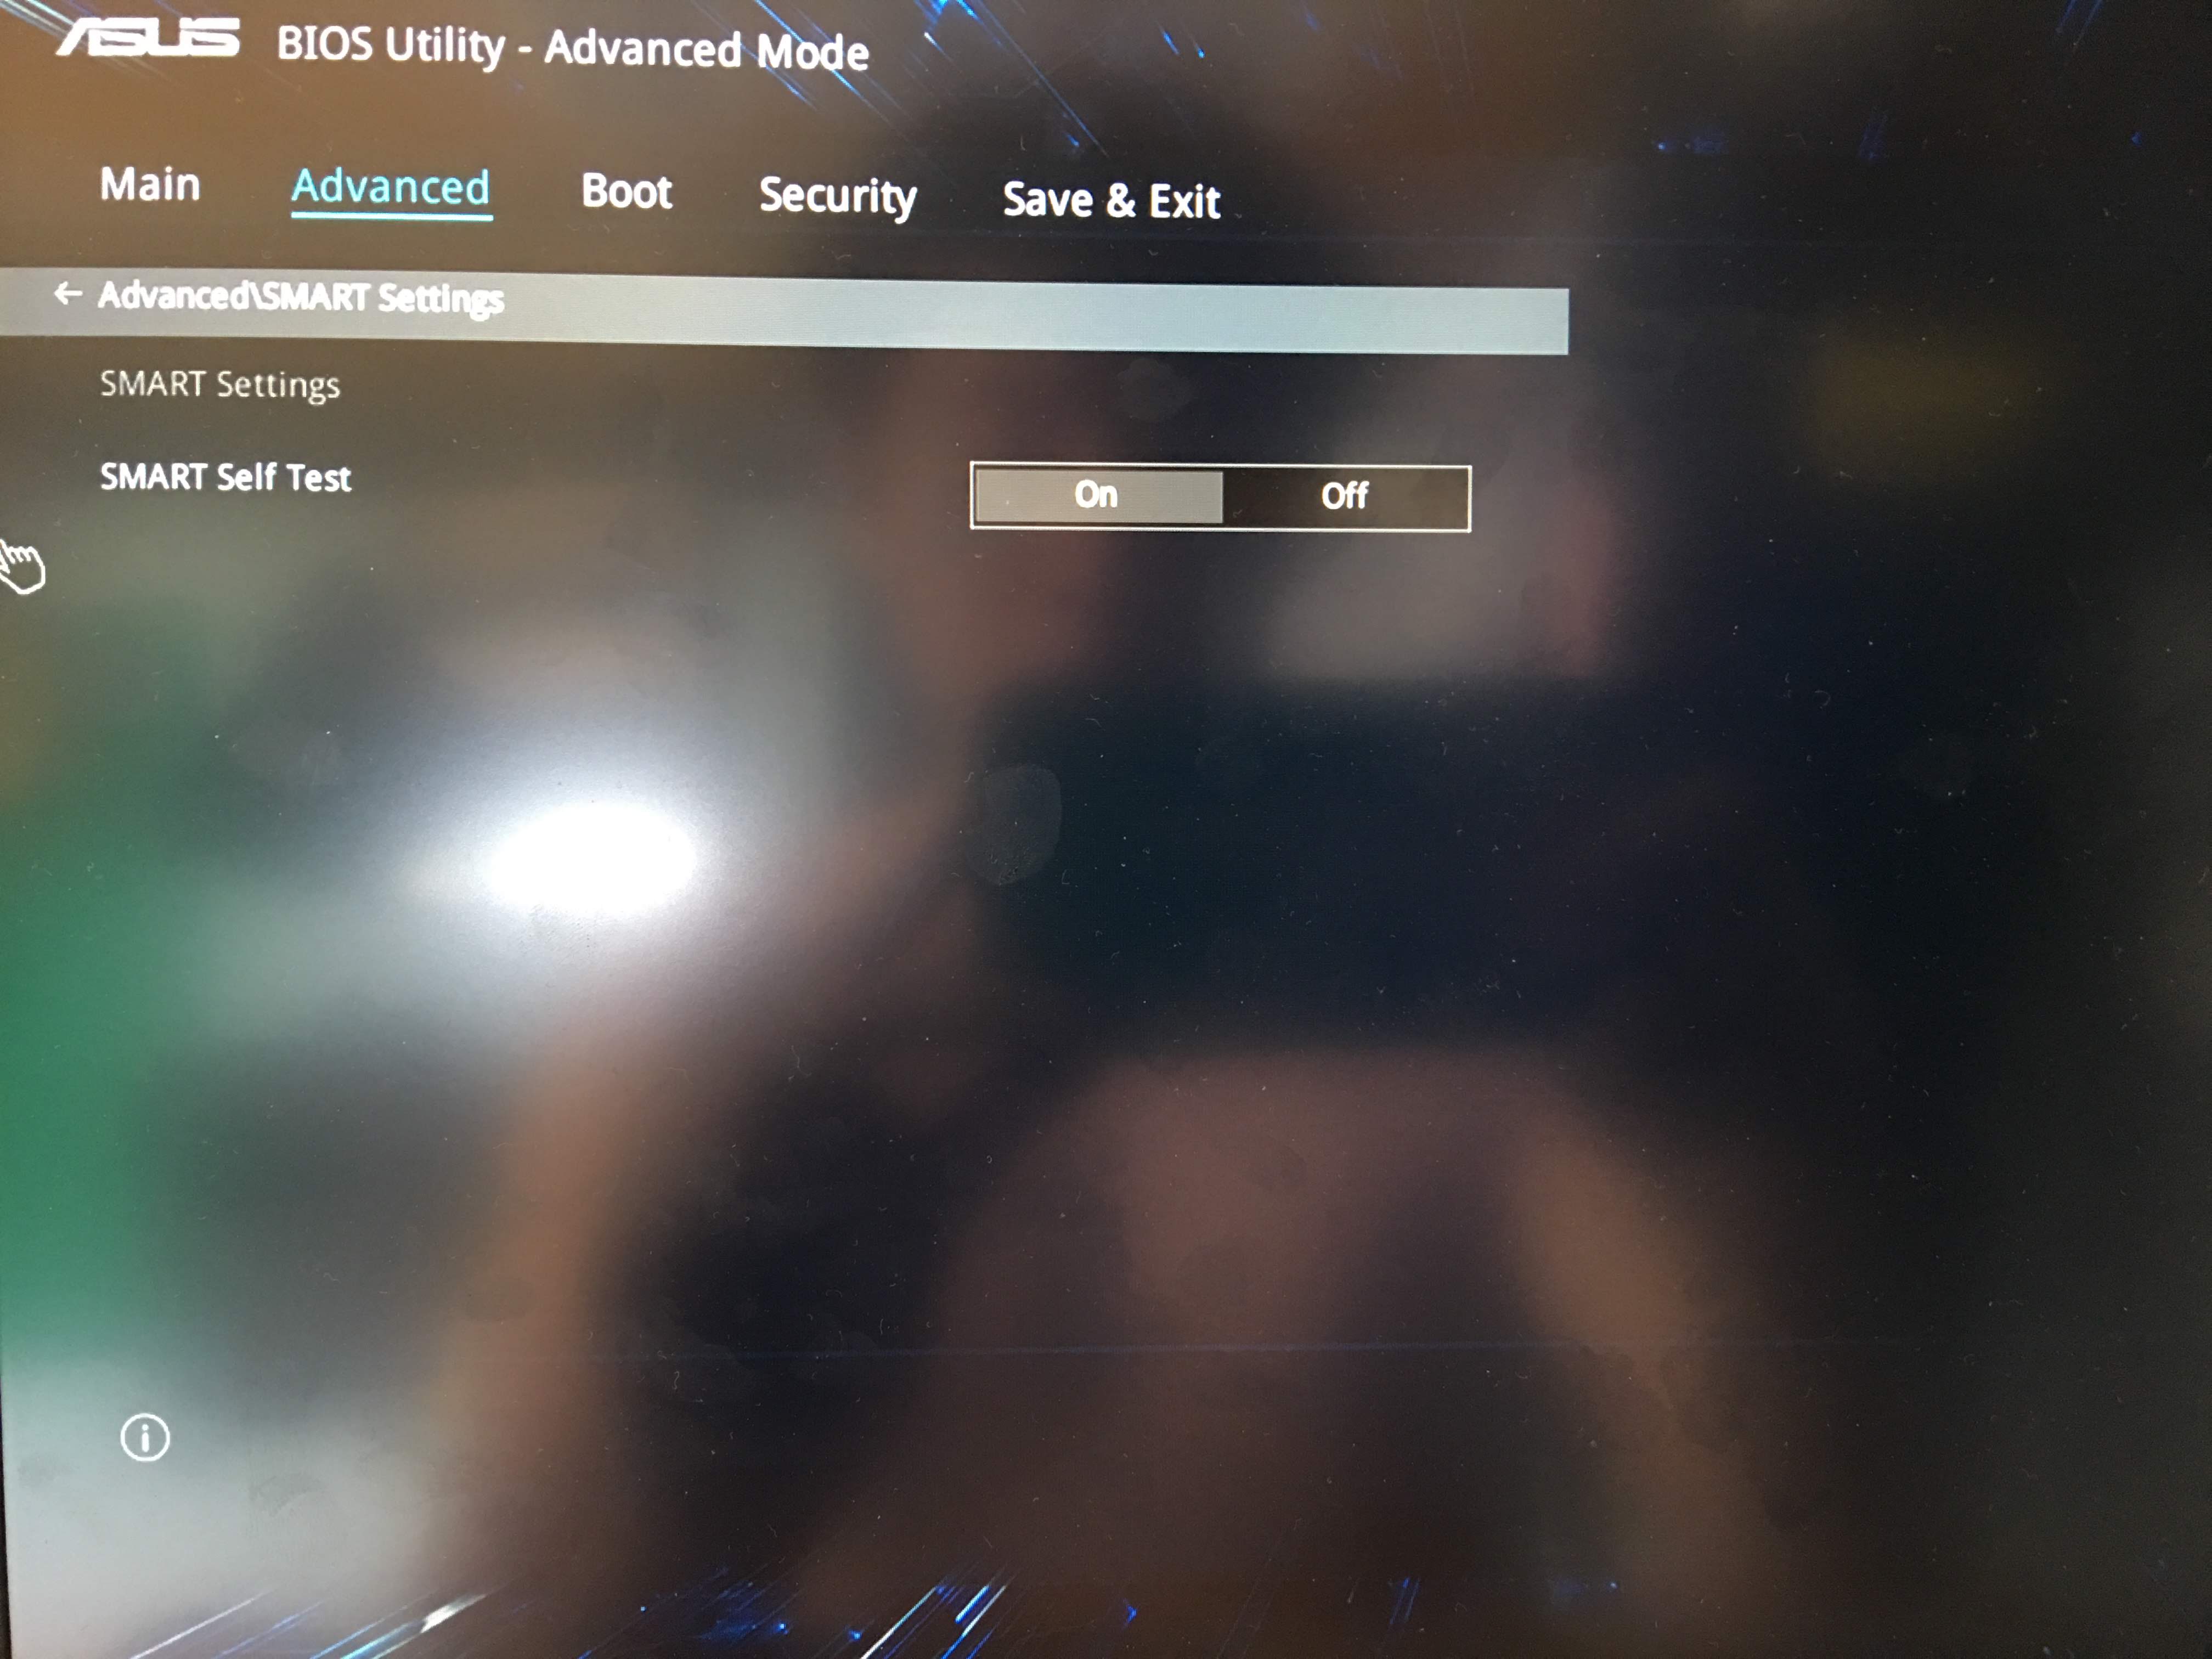 ASUS BIOS Utility - Advanced Mode
Main Advanced Boot Security Save & Exit
← Advanced\SMART Settings
SMART Settings
SMART Self Test On Off